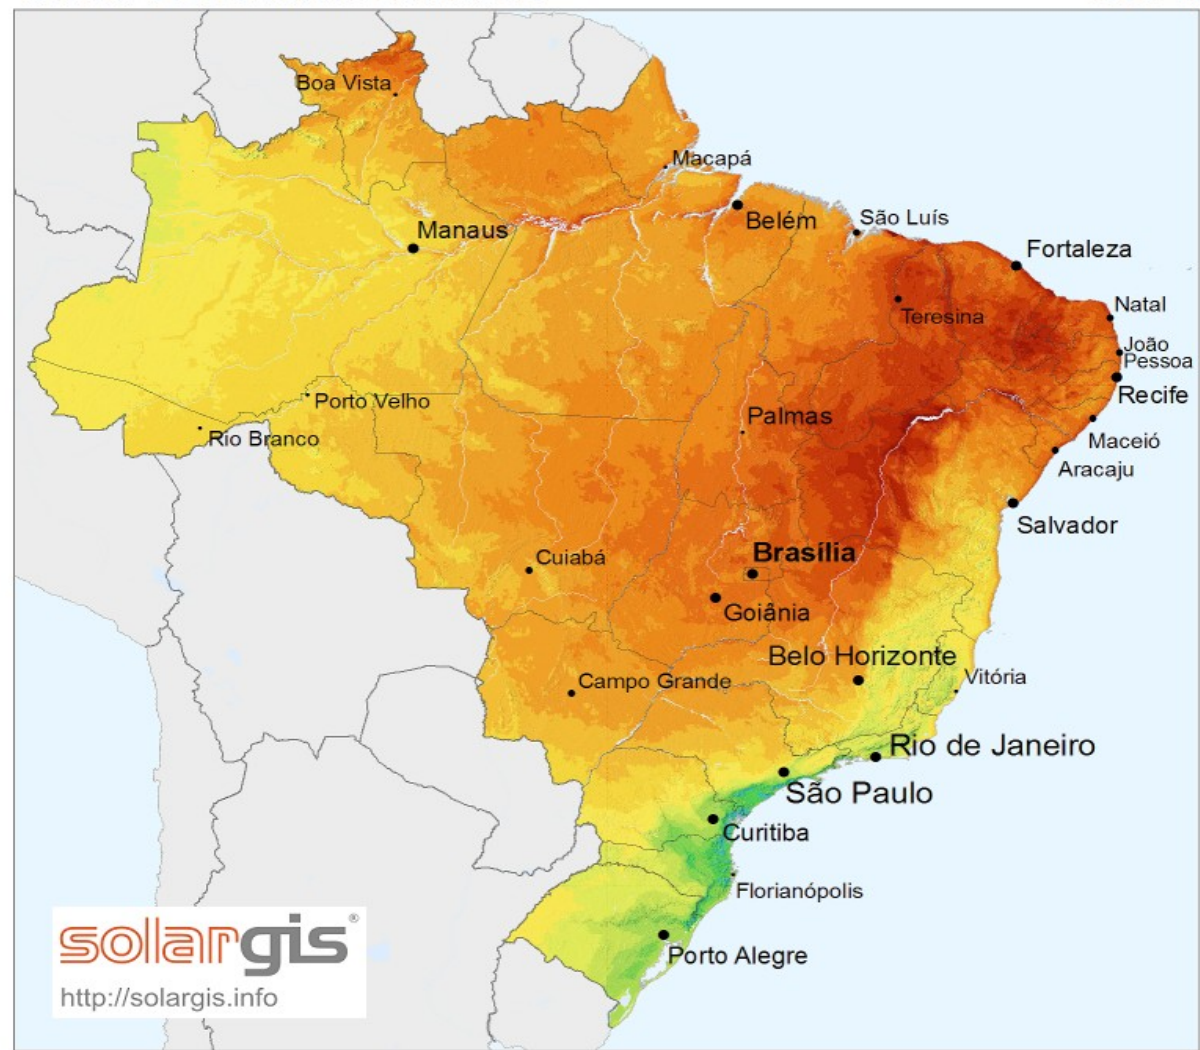 Boa Vista
Macapá
Belém
São Luís
Manaus
Fortaleza
Teresina
Natal
João
Pessoa
Recife
Porto Velho
Palmas
Rio Branco
Maceió
Aracaju
Salvador
Cuiabá
Brasília
Goiânia
Belo Horizonte
Campo Grande
Vitória
Rio de Janeiro
São Paulo
Curitiba
Florianópolis
Porto Alegre
solargis®
http://solargis.info